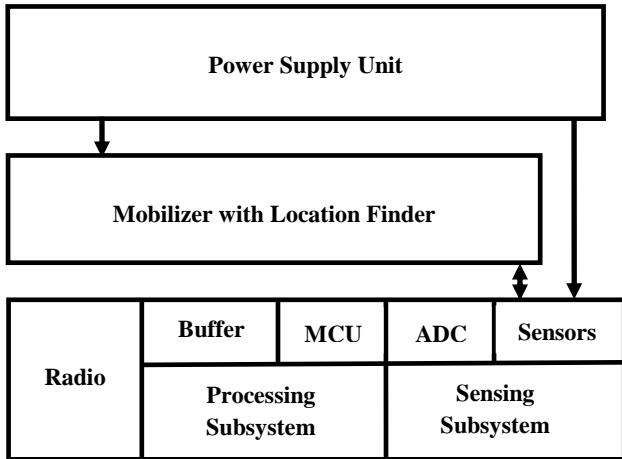 Power Supply Unit
Mobilizer with Location Finder
Radio
Buffer
MCU
ADC
Sensors
Processing
Subsystem
Sensing
Subsystem